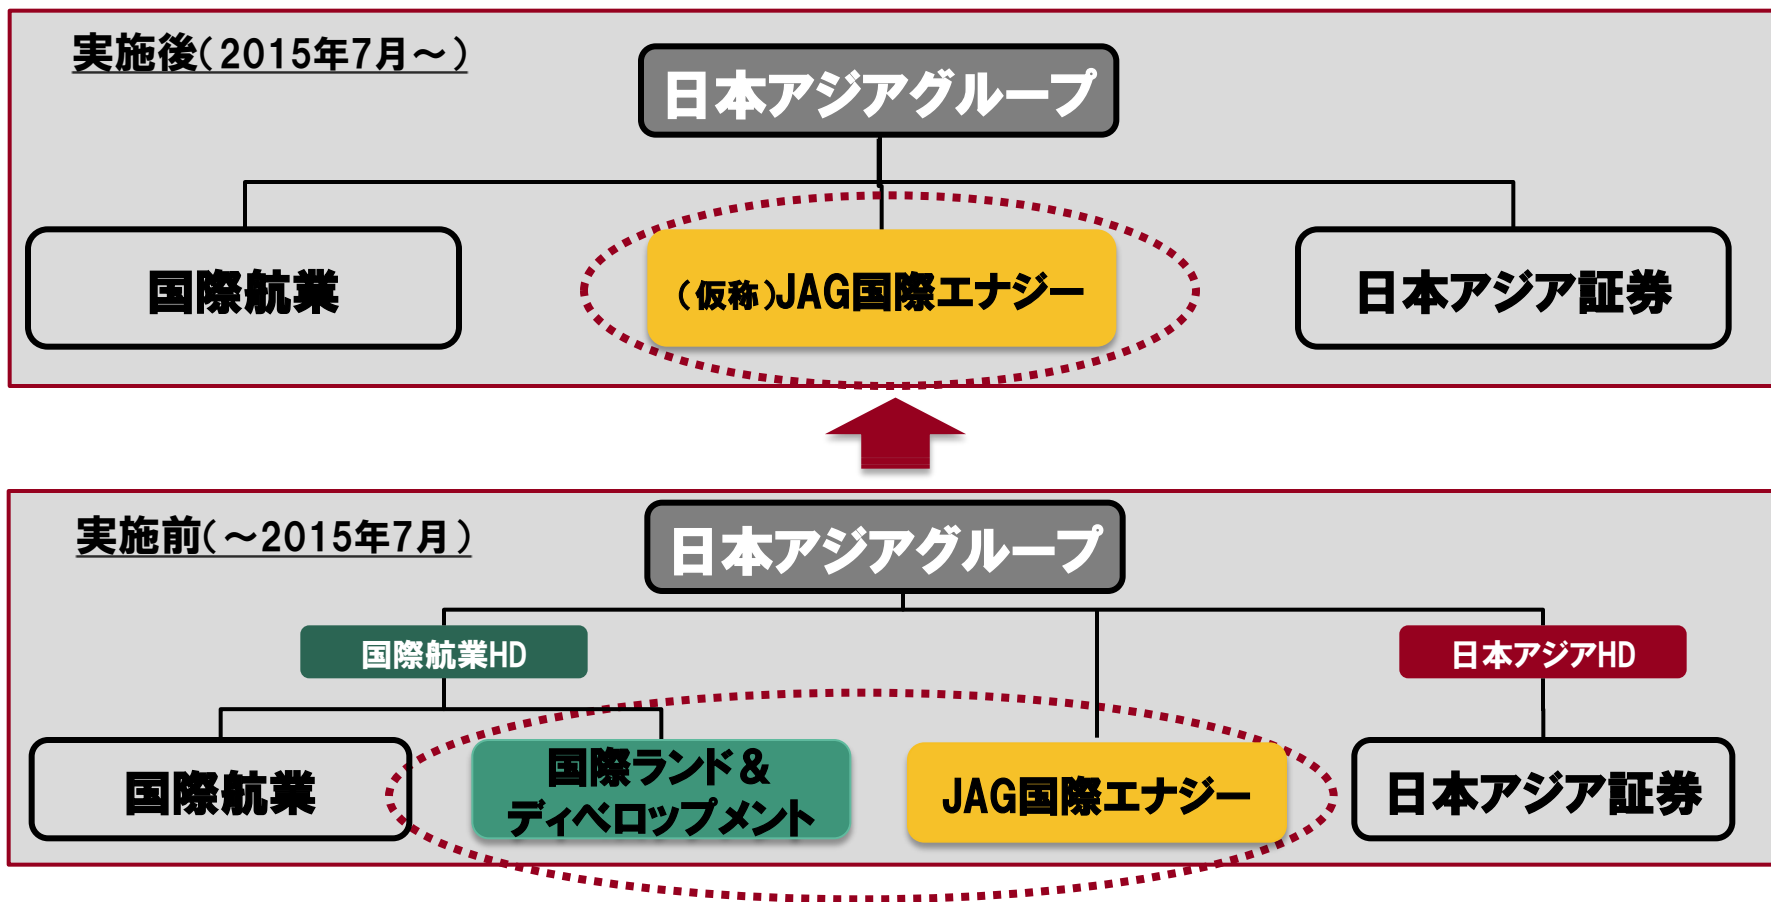 実施後(2015年7月～)
日本アジアグループ
国際航業
(仮称)JAG国際エナジー
日本アジア証券
実施前(～2015年7月)
日本アジアグループ
国際航業HD
日本アジアHD
国際航業
国際ランド&
ディベロップメント
JAG国際エナジー
日本アジア証券